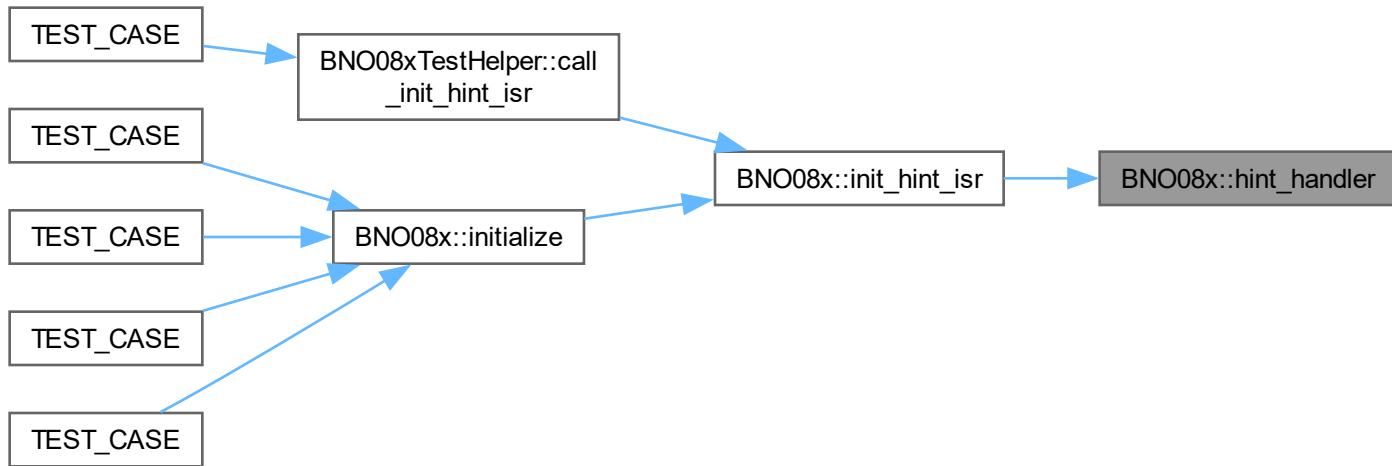 TEST_CASE
BNO08xTestHelper::call
_init_hint_isr
TEST_CASE
BNO08x::init_hint_isr
BNO08x::hint_handler
TEST_CASE
BNO08x::initialize
TEST_CASE
TEST_CASE